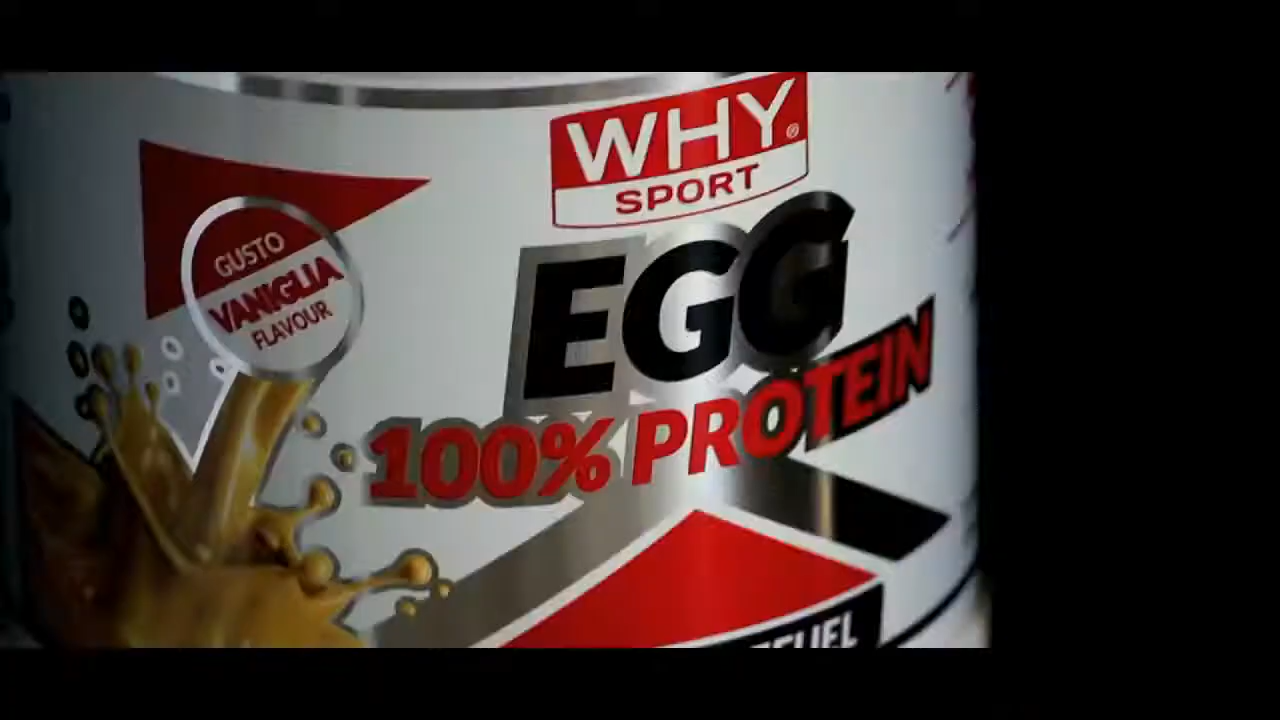 WHY®
SPORT
GUSTO
VANIGLIA
FLAVOUR
EGG
100% PROTEIN